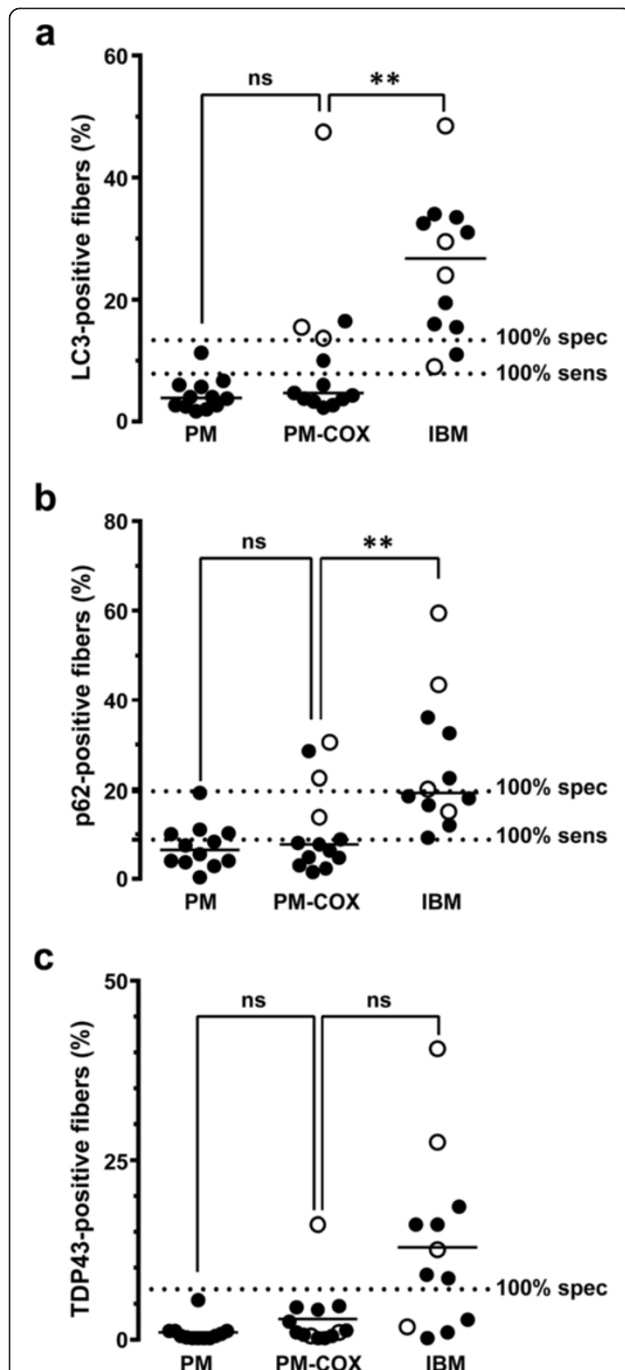 a
LC3-positive fibers (%)
60
40
20
0
ns
**
100% spec
100% sens
PM PM-COX IBM
b
p62-positive fibers (%)
80
60
40
20
0
ns
**
100% spec
100% sens
PM PM-COX IBM
c
TDP43-positive fibers (%)
50
25
0
ns
ns
100% spec
PM PM-COX IBM